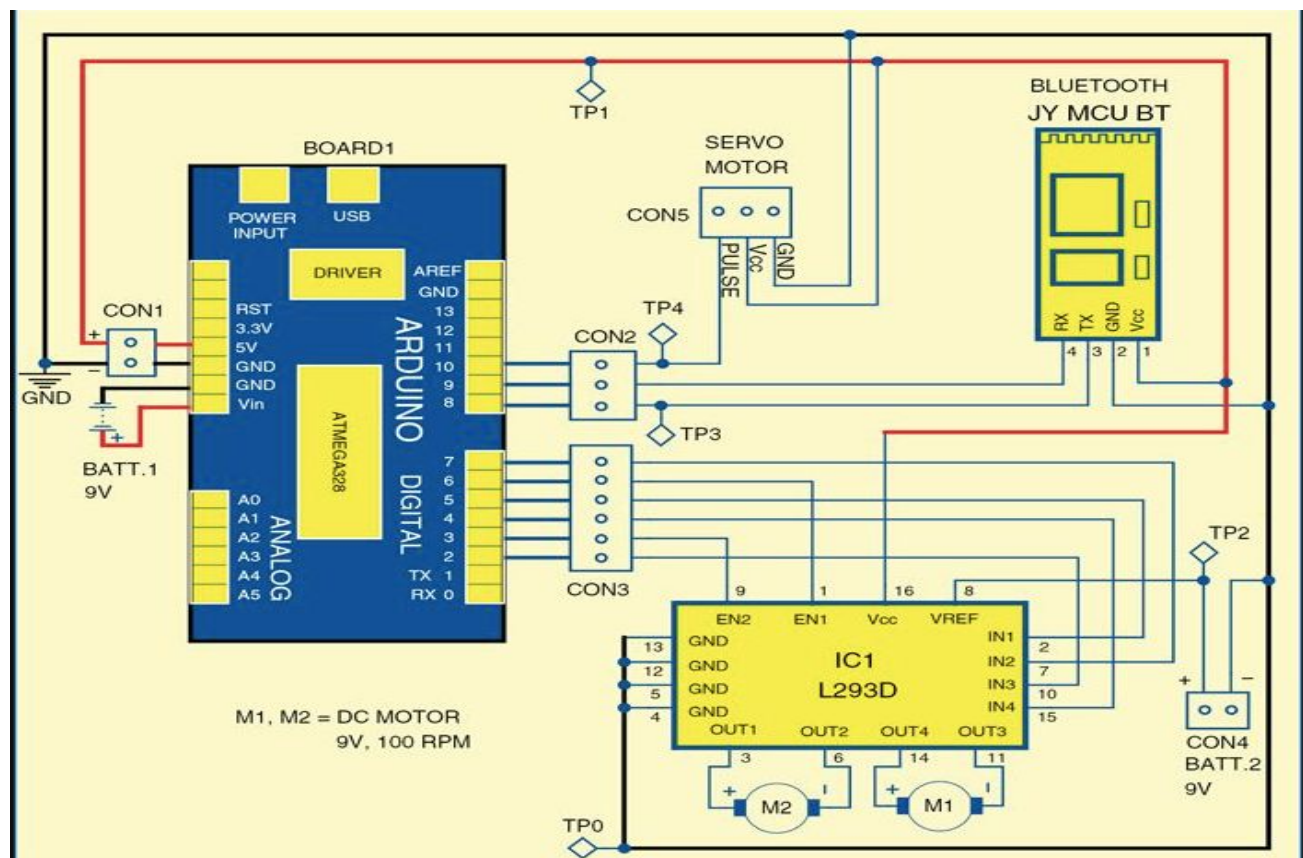 BLUETOOTH
JY MCU BT
TP1
SERVO
MOTOR
BOARD1
CON5
POWER
INPUT
USB
PULSE
Vcc
GND
DRIVER
AREF
GND
13
12
11
10
9
8
RST
3.3V
5V
GND
GND
Vin
CON1
+
−
GND
+
BATT.1
9V
ARDUINO
ATMEGA328
TP4
CON2
TP3
RX
TX
GND
Vcc
4
3
2
1
7
6
5
4
3
2
TX 1
RX 0
DIGITAL
A0
A1
A2
A3
A4
A5
ANALOG
CON3
TP2
9
1
16
8
EN2
EN1
Vcc
VREF
13
GND
12
GND
5
GND
4
GND
IC1
L293D
IN1
2
IN2
7
IN3
10
IN4
15
OUT1
OUT2
OUT4
OUT3
3
6
14
11
+
M2
−
+
M1
−
+
−
CON4
BATT.2
9V
M1, M2 = DC MOTOR
9V, 100 RPM
TP0